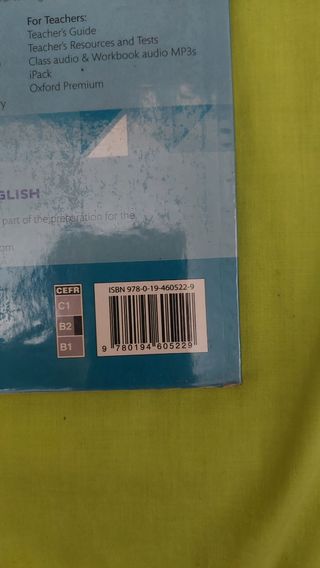 For Teachers:
Teacher's Guide
Teacher's Resources and Tests
Class audio & Workbook audio MP3s
iPack
Oxford Premium
GLISH
part of the preparation for the
om
CEFR
C1
B2
B1
ISBN 978-0-19-460522-9
9 780194 605229